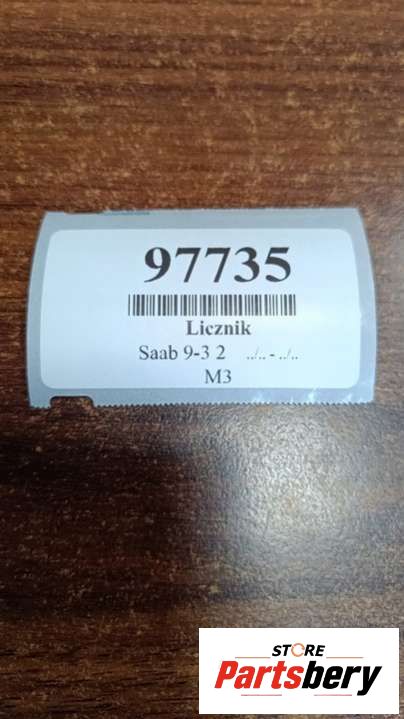 97735
Licznik
Saab 9-3 2 ../.. - ../..
M3
STORE
Partsbery